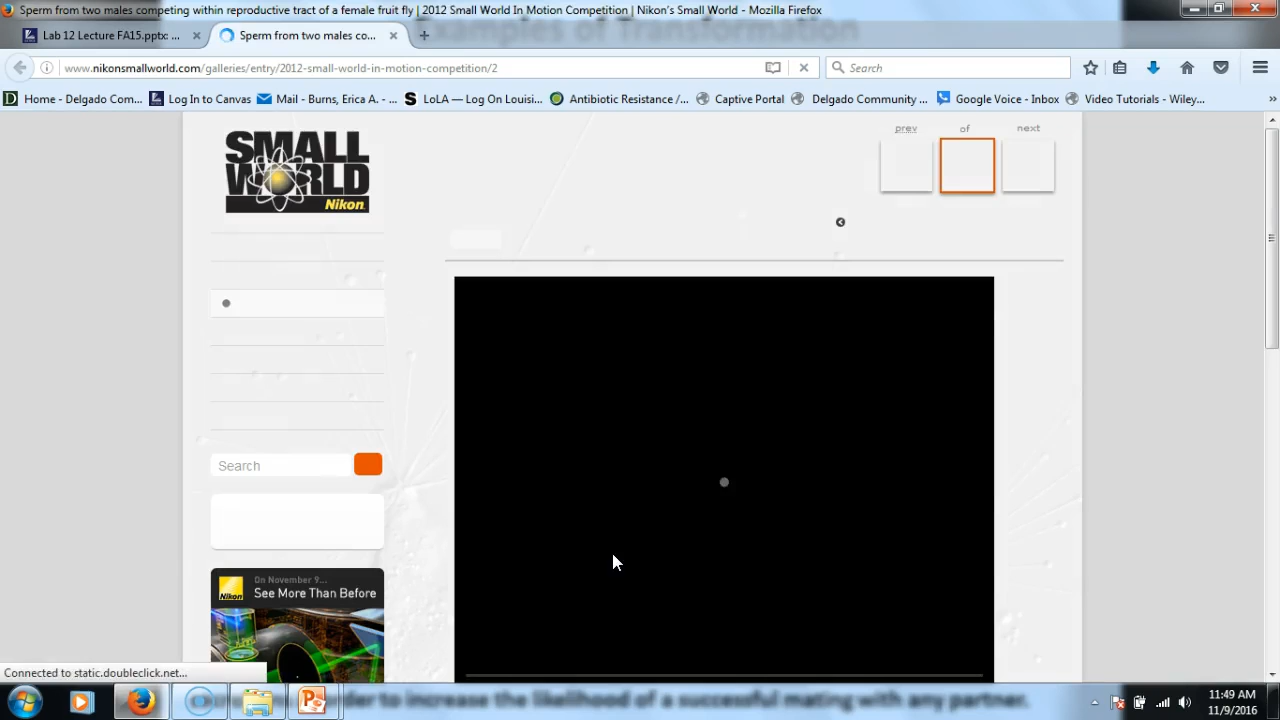 Sperm from two males competing within reproductive tract of a female fruit fly | 2012 Small World In Motion Competition | Nikon's Small World - Mozilla Firefox
Lab 12 Lecture FA15.pptx: ...
Sperm from two males co...
www.nikonsmallworld.com/galleries/entry/2012-small-world-in-motion-competition/2
Search
Home - Delgado Com...
Log In to Canvas
Mail - Burns, Erica A. - ...
LoLA — Log On Louisi...
Antibiotic Resistance /...
Captive Portal
Delgado Community ...
Google Voice - Inbox
Video Tutorials - Wiley...
prev
of
next
SMALL
WORLD
Nikon
Search
On November 9...
Nikon
See More Than Before
Connected to static.doubleclick.net...
der to increase the likelihood of a successful mating with any partner.
11:49 AM
11/9/2016